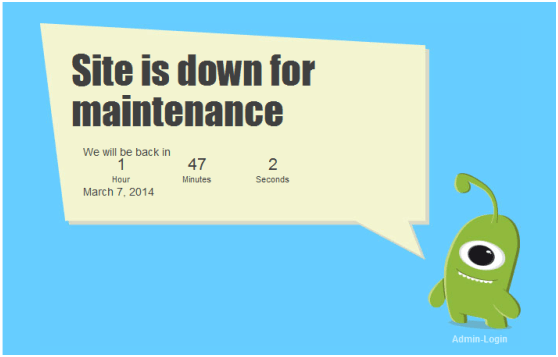 Site is down for
maintenance
We will be back in
1 47 2
Hour Minutes Seconds
March 7, 2014
Admin-Login